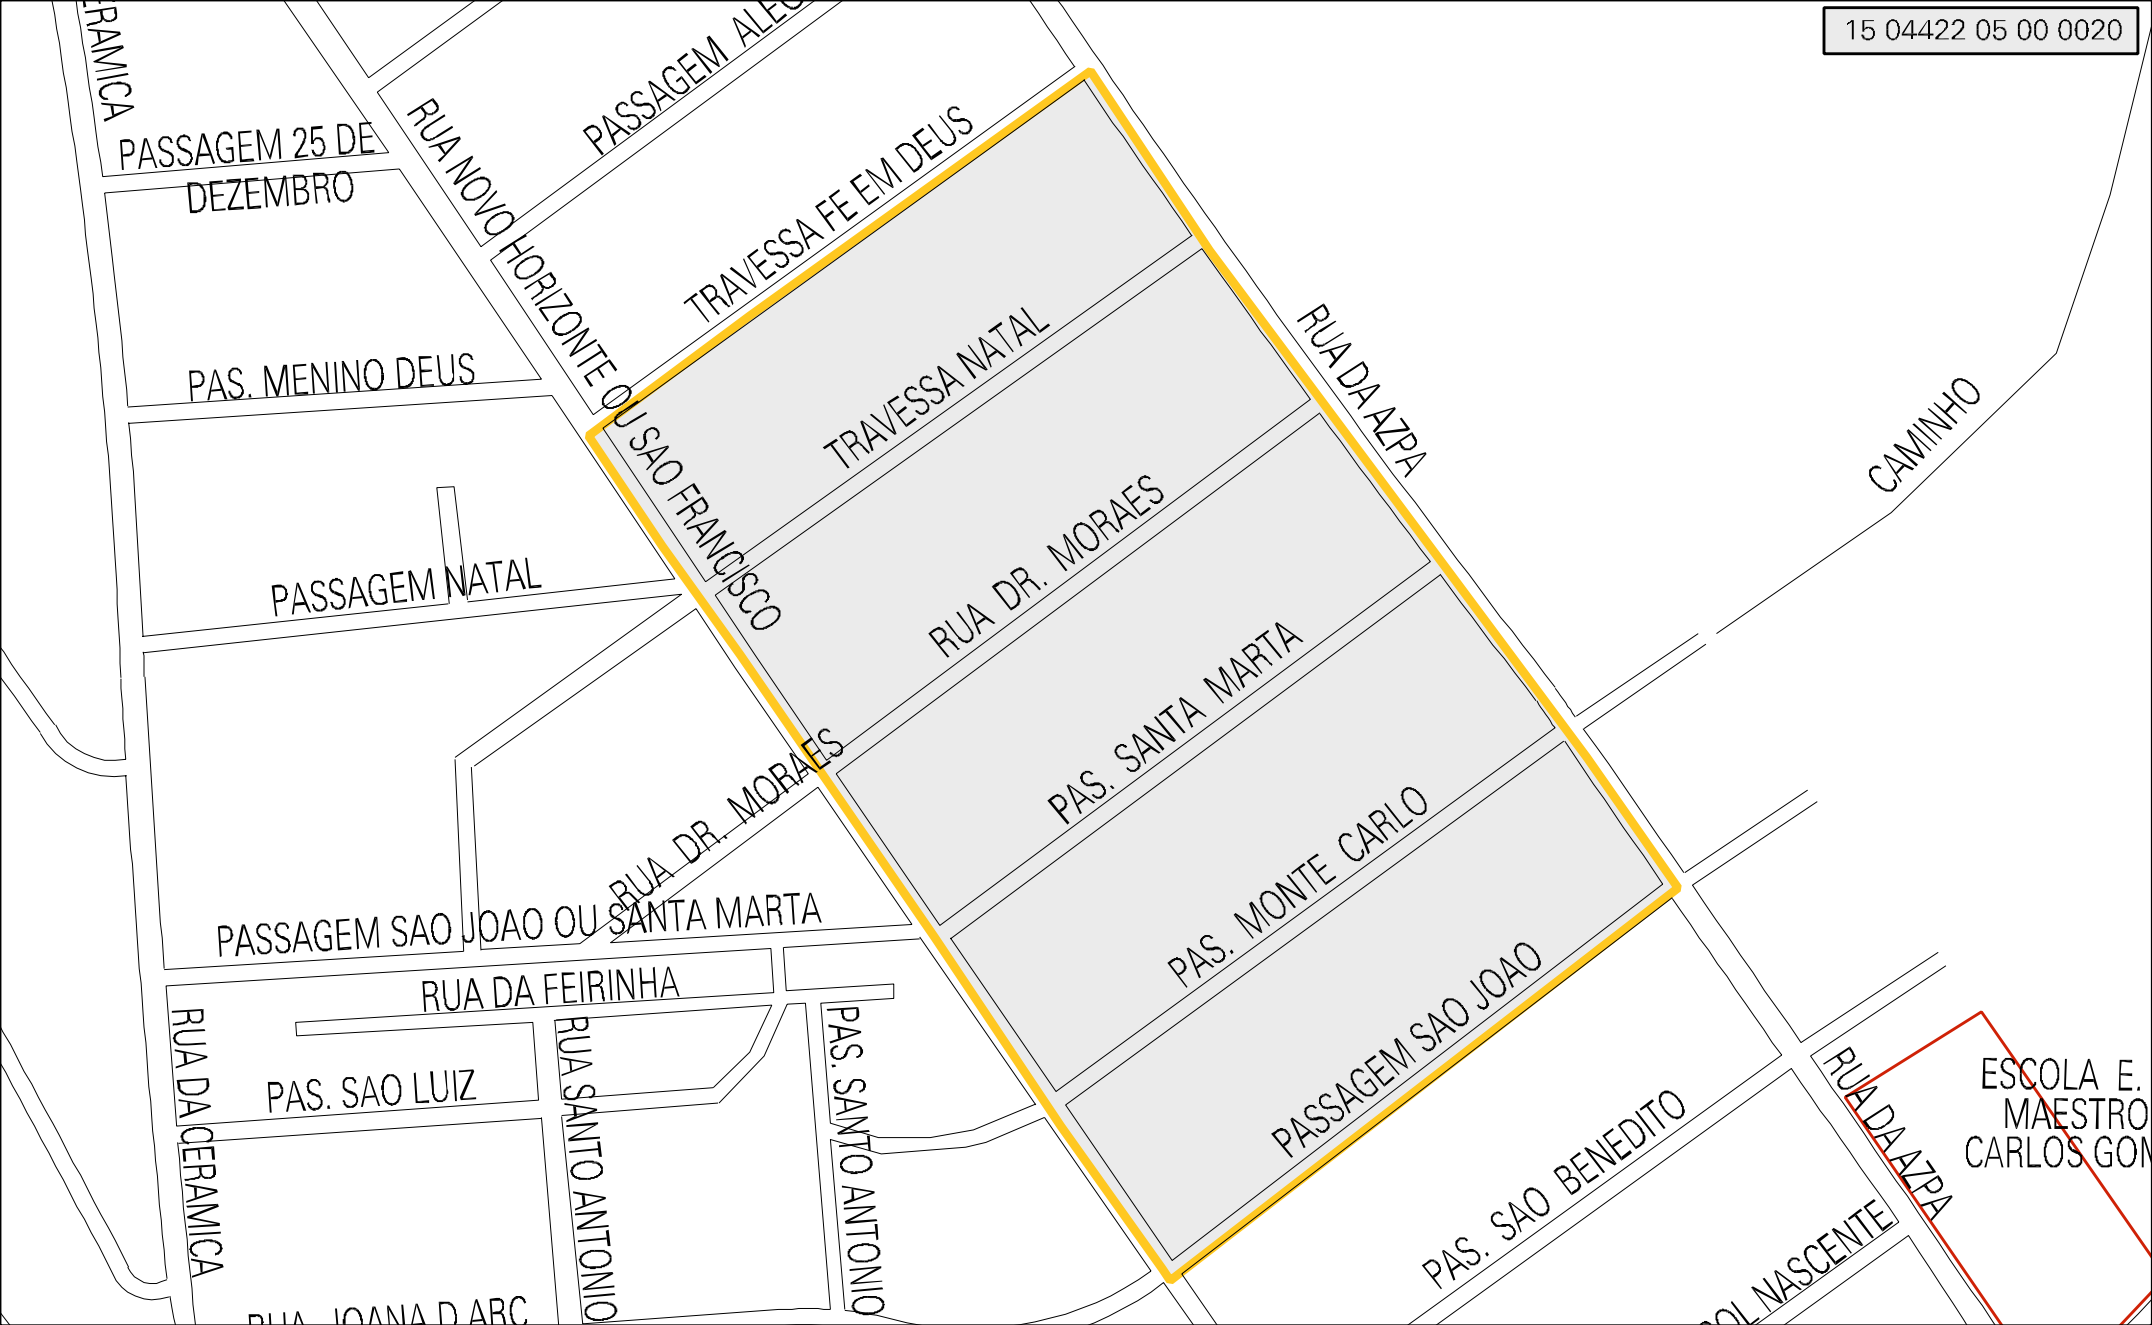 15 04422 05 00 0020
CERAMICA
PASSAGEM 25 DE
DEZEMBRO
RUA NOVO HORIZONTE OU SAO FRANCISCO
PASSAGEM
TRAVESSA FE EM DEUS
PAS. MENINO DEUS
TRAVESSA NATAL
RUA DA AZPA
CAMINHO
PASSAGEM NATAL
RUA DR. MORAES
PAS. SANTA MARTA
RUA DR. MORAES
PAS. MONTE CARLO
PASSAGEM SAO JOAO OU SANTA MARTA
RUA DA FEIRINHA
PASSAGEM SAO JOAO
RUA DA CERAMICA
RUA SANTO ANTONIO
PAS. SANTO ANTONIO
PAS. SAO LUIZ
PAS. SAO BENEDITO
RUA DA AZPA
ESCOLA E.
MAESTRO
CARLOS GOM
NASCENTE
RUA JOANA D ARC